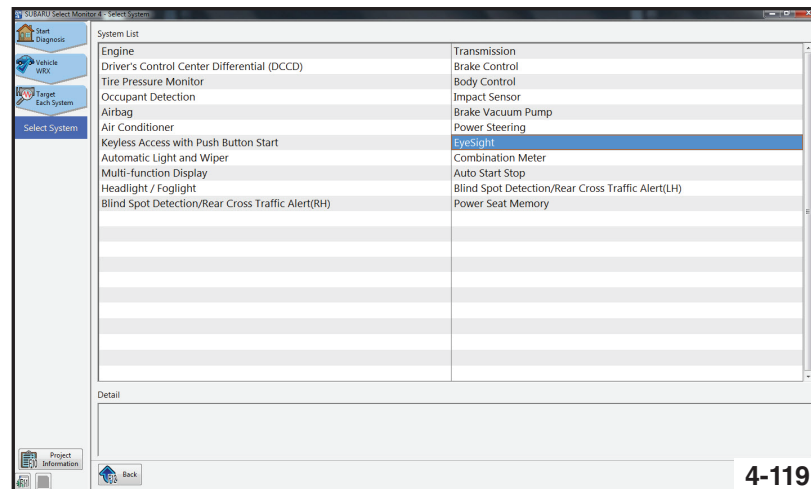 SUBARU Select Monitor 4 - Select System
Start
Diagnosis
Vehicle
WRX
Target
Each System
Select System
System List
Engine
Transmission
Driver's Control Center Differential (DCCD)
Brake Control
Tire Pressure Monitor
Body Control
Occupant Detection
Impact Sensor
Airbag
Brake Vacuum Pump
Air Conditioner
Power Steering
Keyless Access with Push Button Start
EyeSight
Automatic Light and Wiper
Combination Meter
Multi-function Display
Auto Start Stop
Headlight / Foglight
Blind Spot Detection/Rear Cross Traffic Alert(LH)
Blind Spot Detection/Rear Cross Traffic Alert(RH)
Power Seat Memory
Detail
F10
Project
Information
Back
4-119